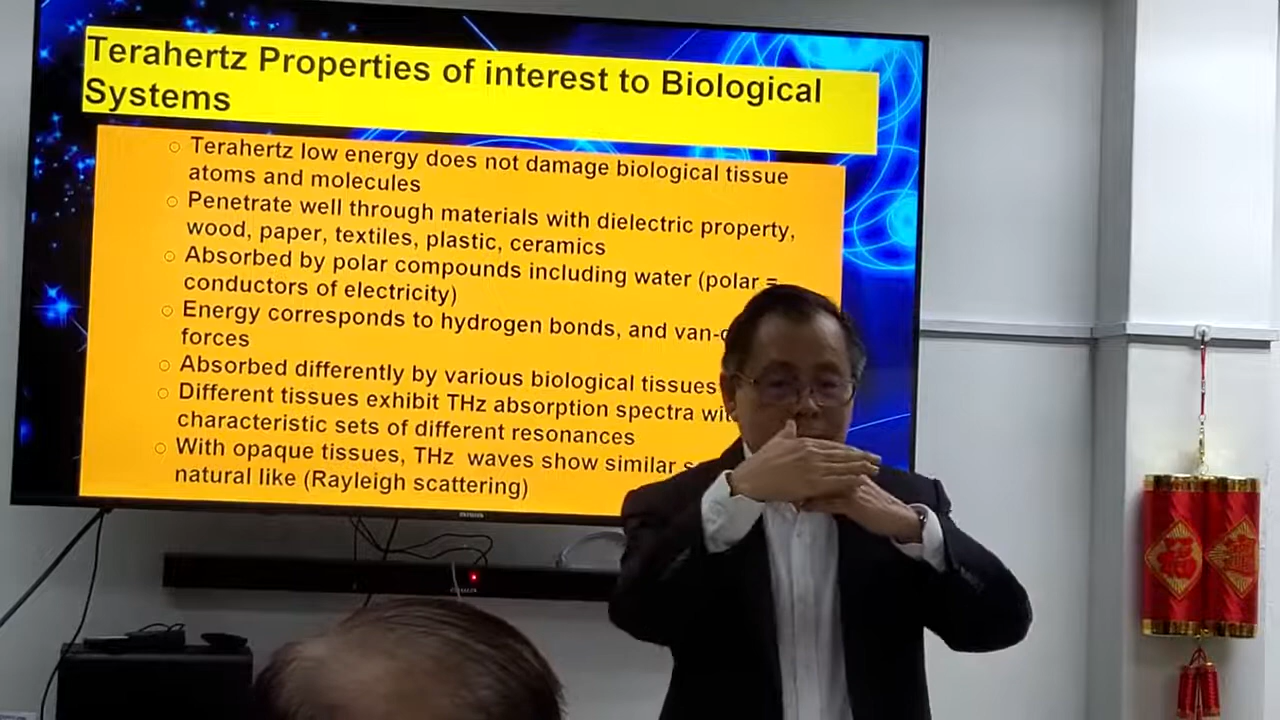 Terahertz Properties of interest to Biological
Systems
Terahertz low energy does not damage biological tissue
atoms and molecules
Penetrate well through materials with dielectric property,
wood, paper, textiles, plastic, ceramics
Absorbed by polar compounds including water (polar =
conductors of electricity)
Energy corresponds to hydrogen bonds, and van-
forces
Absorbed differently by various biological tissues
Different tissues exhibit THz absorption spectra
characteristic sets of different resonances
With opaque tissues, THz waves show similar
natural like (Rayleigh scattering)
aiwa
福